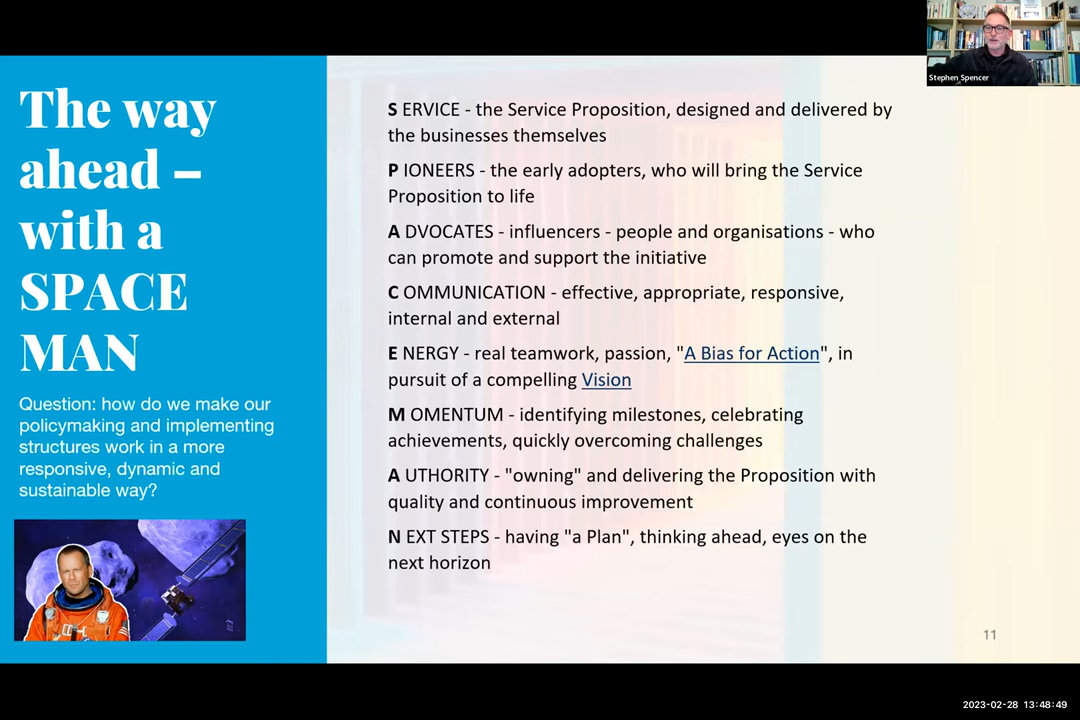 Stephen Spencer
The way
ahead –
with a
SPACE
MAN
Question: how do we make our
policymaking and implementing
structures work in a more
responsive, dynamic and
sustainable way?
S ERVICE - the Service Proposition, designed and delivered by
the businesses themselves
P IONEERS - the early adopters, who will bring the Service
Proposition to life
A DVOCATES - influencers - people and organisations - who
can promote and support the initiative
C OMMUNICATION - effective, appropriate, responsive,
internal and external
E NERGY - real teamwork, passion, "A Bias for Action", in
pursuit of a compelling Vision
M OMENTUM - identifying milestones, celebrating
achievements, quickly overcoming challenges
A UTHORITY - "owning" and delivering the Proposition with
quality and continuous improvement
N EXT STEPS - having "a Plan", thinking ahead, eyes on the
next horizon
11
2023-02-28 13:48:49